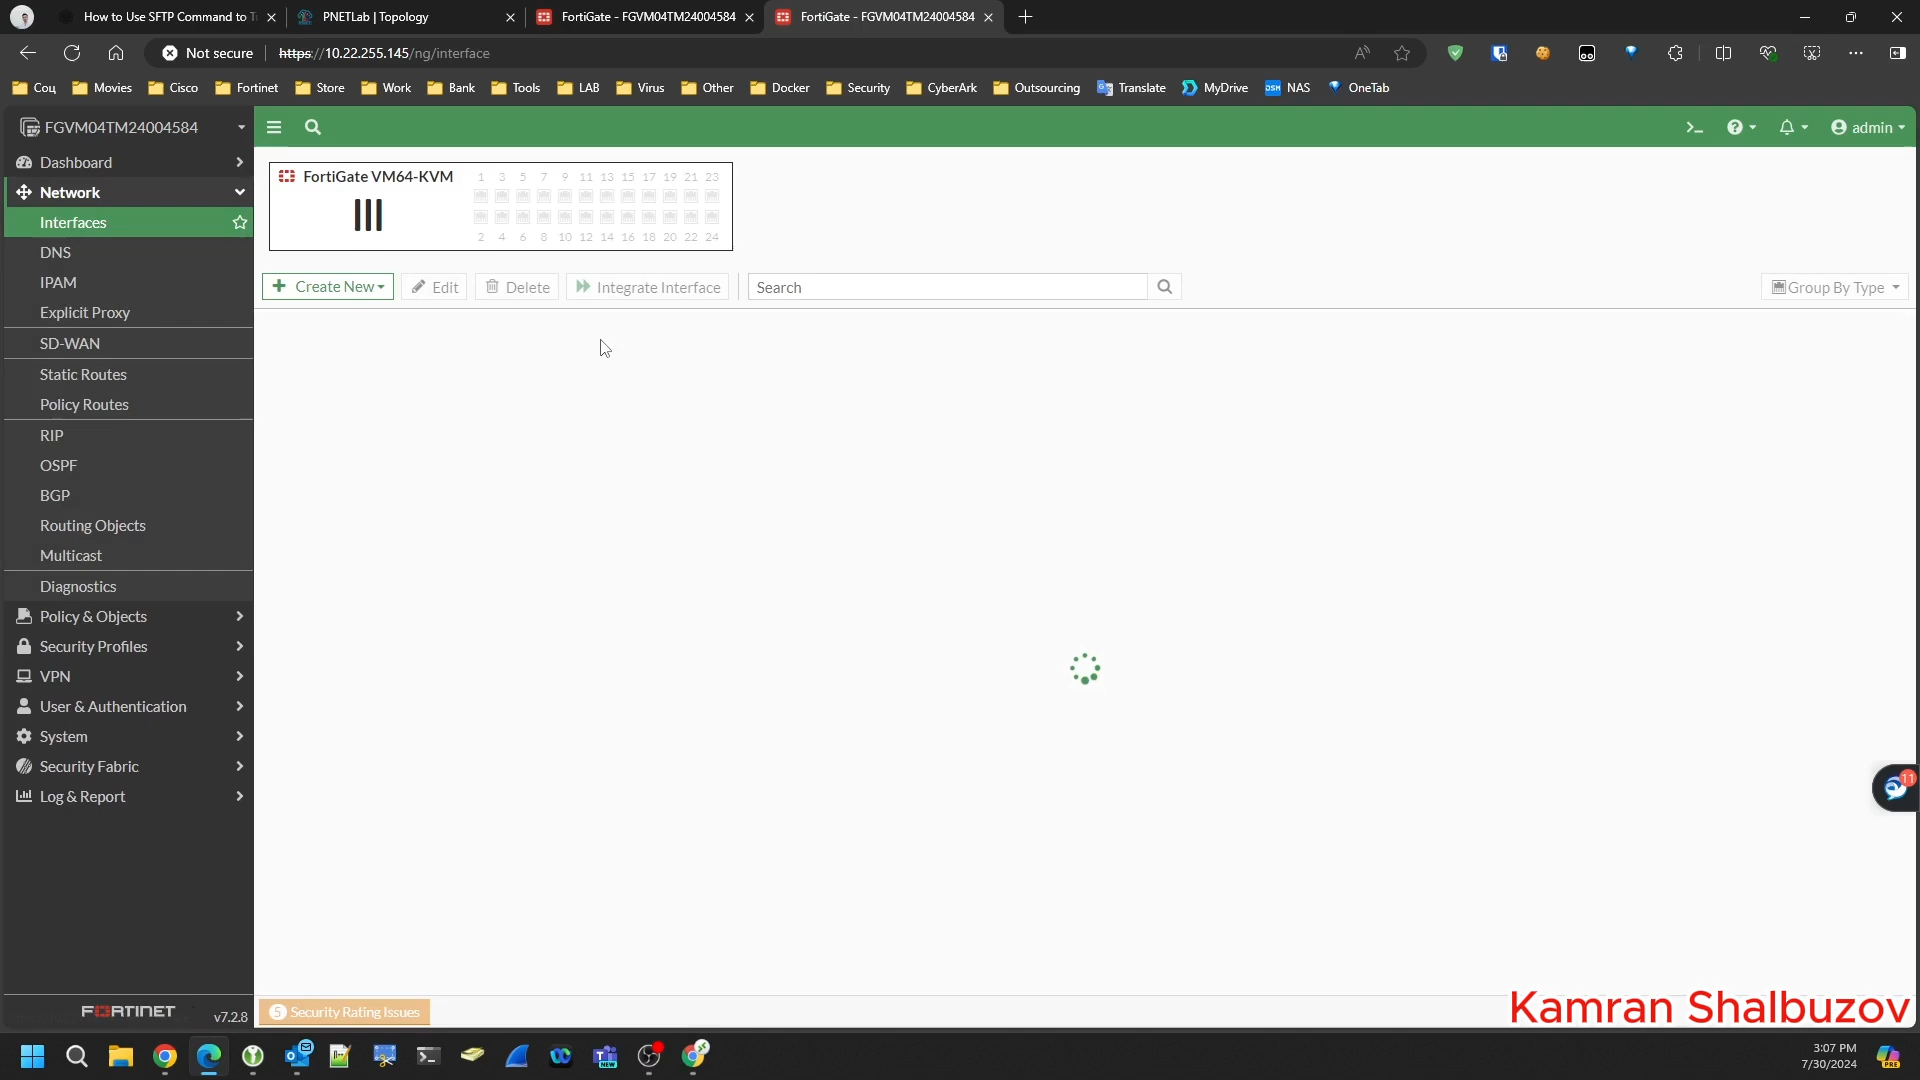 How to Use SFTP Command to T
PNETLab | Topology
FortiGate - FGVM04TM24004584
FortiGate - FGVM04TM24004584
Not secure
https://10.22.255.145/ng/interface
Соц
Movies
Cisco
Fortinet
Store
Work
Bank
Tools
LAB
Virus
Other
Docker
Security
CyberArk
Outsourcing
Translate
MyDrive
NAS
OneTab
FGVM04TM24004584
admin
Dashboard
Network
Interfaces
DNS
IPAM
Explicit Proxy
SD-WAN
Static Routes
Policy Routes
RIP
OSPF
BGP
Routing Objects
Multicast
Diagnostics
Policy & Objects
Security Profiles
VPN
User & Authentication
System
Security Fabric
Log & Report
FORTINET
v7.2.8
FortiGate VM64-KVM
1 3 5 7 9 11 13 15 17 19 21 23
2 4 6 8 10 12 14 16 18 20 22 24
Create New
Edit
Delete
Integrate Interface
Search
Group By Type
11
5 Security Rating Issues
Kamran Shalbuzov
3:07 PM
7/30/2024